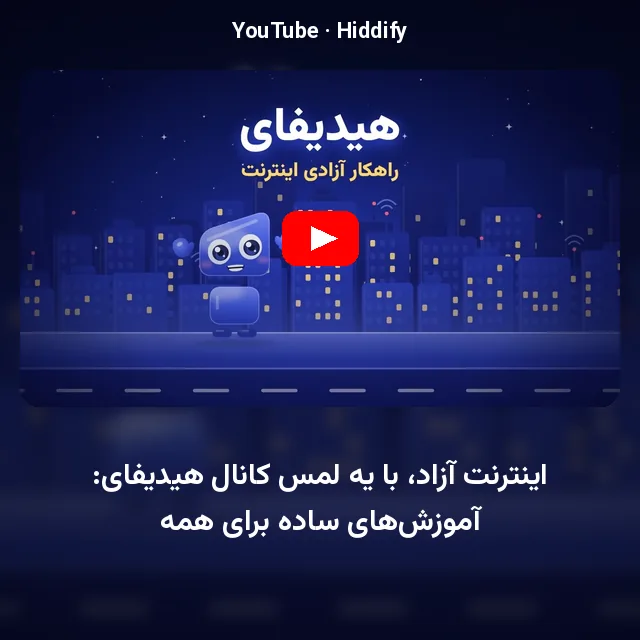 YouTube · Hiddify
هیدیفای
راهکار آزادی اینترنت
اینترنت آزاد، با یه لمس کانال هیدیفای:
آموزش‌های ساده برای همه